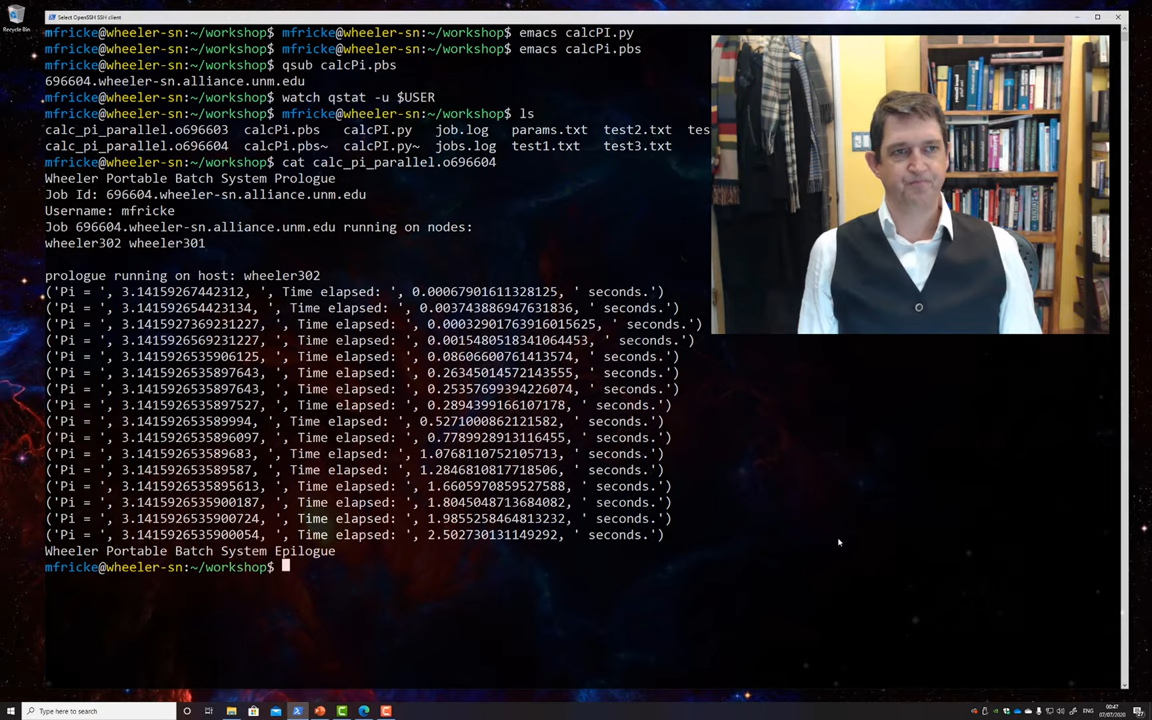 Recycle Bin
Select OpenSSH SSH client
mfricke@wheeler-sn:~/workshop$ mfricke@wheeler-sn:~/workshop$ emacs calcPI.py
mfricke@wheeler-sn:~/workshop$ mfricke@wheeler-sn:~/workshop$ emacs calcPi.pbs
mfricke@wheeler-sn:~/workshop$ qsub calcPi.pbs
696604.wheeler-sn.alliance.unm.edu
mfricke@wheeler-sn:~/workshop$ watch qstat -u $USER
mfricke@wheeler-sn:~/workshop$ mfricke@wheeler-sn:~/workshop$ ls
calc_pi_parallel.o696603 calcPi.pbs calcPI.py job.log params.txt test2.txt tes
calc_pi_parallel.o696604 calcPi.pbs~ calcPI.py~ jobs.log test1.txt test3.txt
mfricke@wheeler-sn:~/workshop$ cat calc_pi_parallel.o696604
Wheeler Portable Batch System Prologue
Job Id: 696604.wheeler-sn.alliance.unm.edu
Username: mfricke
Job 696604.wheeler-sn.alliance.unm.edu running on nodes:
wheeler302 wheeler301
prologue running on host: wheeler302
('Pi = ', 3.14159267442312, ', Time elapsed: ', 0.00067901611328125, ' seconds.')
('Pi = ', 3.141592654423134, ', Time elapsed: ', 0.003743886947631836, ' seconds.')
('Pi = ', 3.1415927369231227, ', Time elapsed: ', 0.00032901763916015625, ' seconds.')
('Pi = ', 3.1415926569231227, ', Time elapsed: ', 0.0015480518341064453, ' seconds.')
('Pi = ', 3.1415926535906125, ', Time elapsed: ', 0.08606600761413574, ' seconds.')
('Pi = ', 3.1415926535897643, ', Time elapsed: ', 0.26345014572143555, ' seconds.')
('Pi = ', 3.1415926535897643, ', Time elapsed: ', 0.25357699394226074, ' seconds.')
('Pi = ', 3.1415926535897527, ', Time elapsed: ', 0.2894399166107178, ' seconds.')
('Pi = ', 3.141592653589994, ', Time elapsed: ', 0.5271000862121582, ' seconds.')
('Pi = ', 3.1415926535896097, ', Time elapsed: ', 0.7789928913116455, ' seconds.')
('Pi = ', 3.141592653589683, ', Time elapsed: ', 1.0768110752105713, ' seconds.')
('Pi = ', 3.141592653589587, ', Time elapsed: ', 1.2846810817718506, ' seconds.')
('Pi = ', 3.1415926535895613, ', Time elapsed: ', 1.6605970859527588, ' seconds.')
('Pi = ', 3.1415926535900187, ', Time elapsed: ', 1.8045048713684082, ' seconds.')
('Pi = ', 3.1415926535900724, ', Time elapsed: ', 1.9855258464813232, ' seconds.')
('Pi = ', 3.1415926535900054, ', Time elapsed: ', 2.502730131149292, ' seconds.')
Wheeler Portable Batch System Epilogue
mfricke@wheeler-sn:~/workshop$
Type here to search
ENG
00:47
07/07/2020